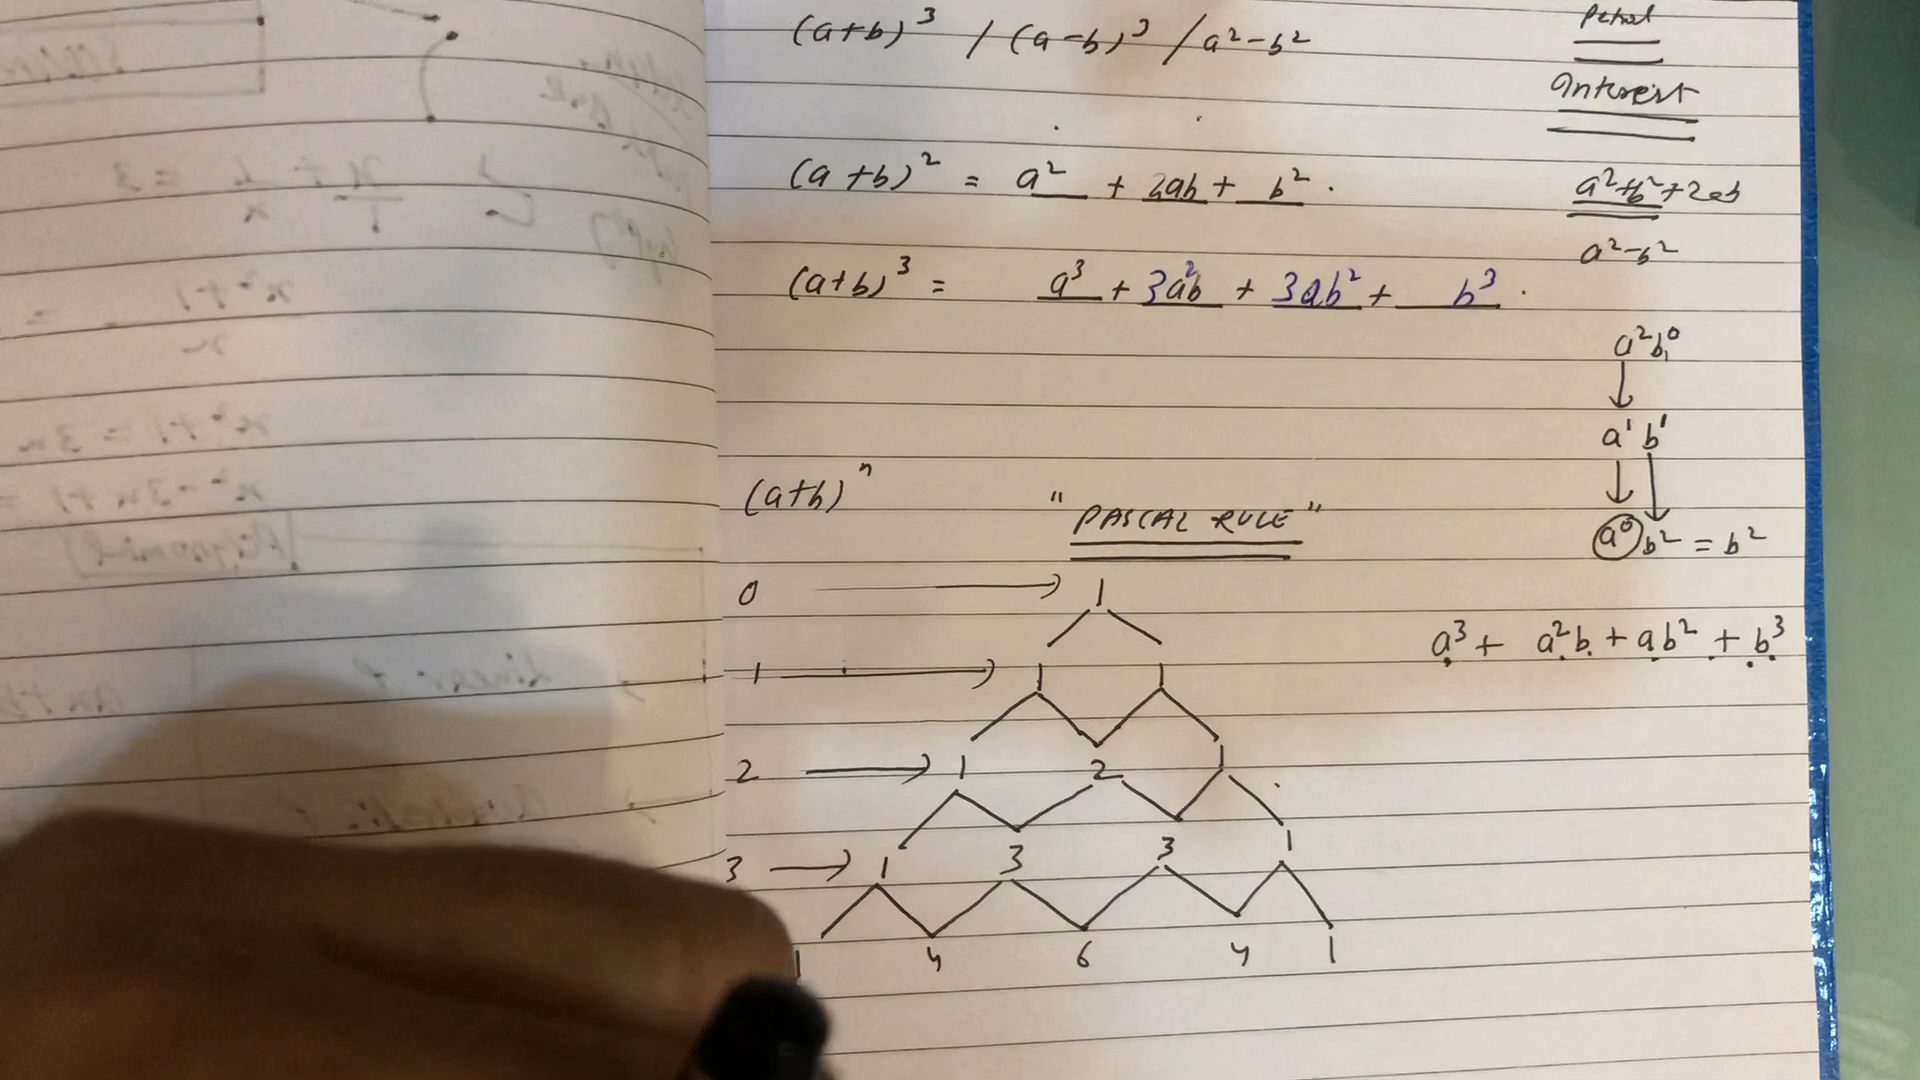 (a+b)³ / (a-b)³ / a²-b²
Interest
(a+b)² = a² + 2ab + b².
a²+b²+2ab
a²-b²
(a+b)³ = a³ + 3a²b + 3ab² + b³.
a²b⁰
a¹b¹
a⁰b² = b²
(a+b)ⁿ
"PASCAL RULE"
0 → 1
a³ + a²b + ab² + b³
1 → 1 1
2 → 1 2 1
3 → 1 3 3 1
1 4 6 4 1